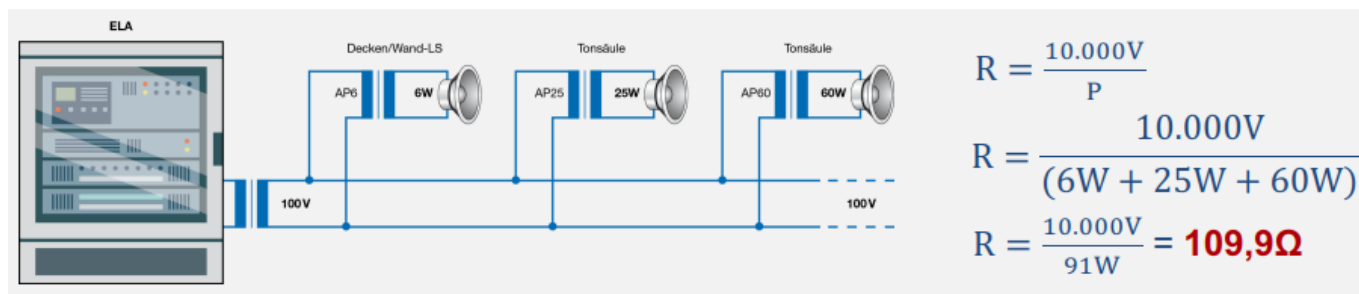 ELA
Decken/Wand-LS
Tonsäule
Tonsäule
AP6
6W
AP25
25W
AP60
60W
100V
100V
R = 10.000V / P
R = 10.000V / (6W + 25W + 60W)
R = 10.000V / 91W = 109,9Ω